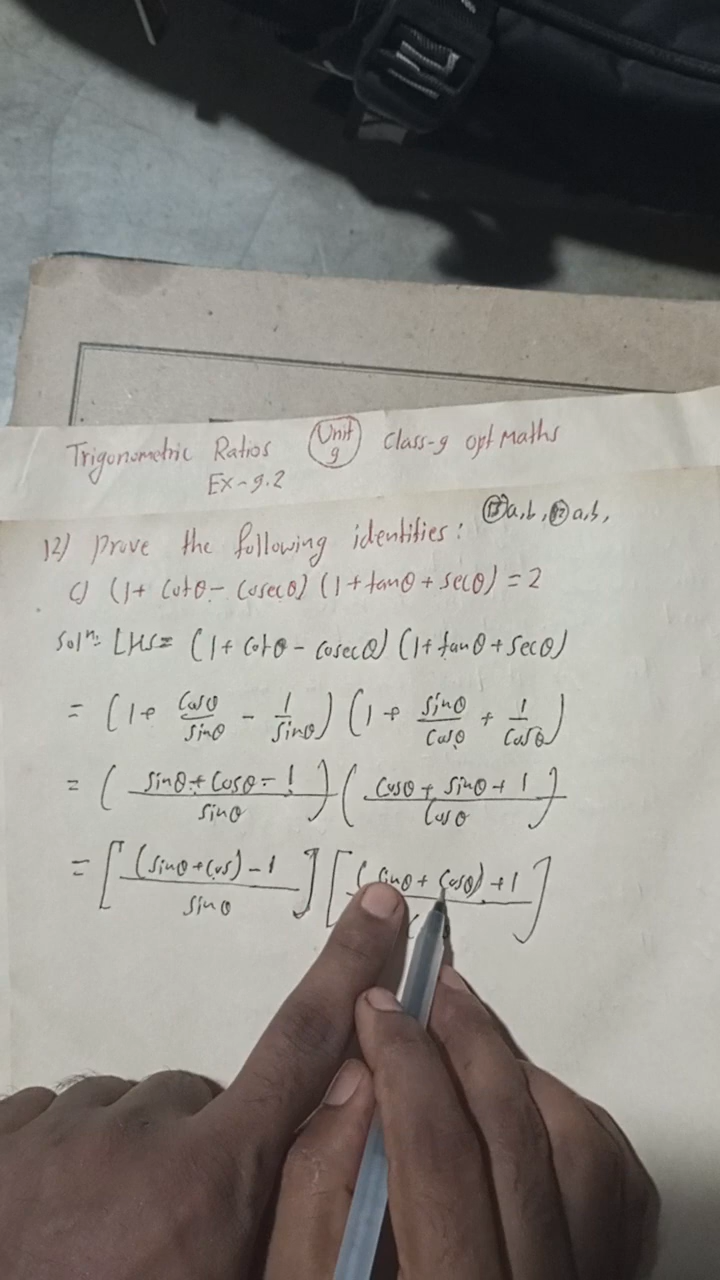 Trigonometric Ratios Unit 9 Class-9 opt Maths
Ex-9.2
12) Prove the following identities: a,b, a,b,
c) (1+ Cotθ - Cosecθ) (1+tanθ + secθ) = 2
Solⁿ: LHS = (1+ Cotθ - Cosecθ) (1+ tanθ + Secθ)
= (1+ Cosθ/Sinθ - 1/Sinθ) (1+ Sinθ/Cosθ + 1/Cosθ)
= (Sinθ + Cosθ - 1 / Sinθ) (Cosθ + Sinθ + 1 / Cosθ)
= [(Sinθ + Cos) - 1 / Sinθ] [(Sinθ + Cosθ) + 1 /]